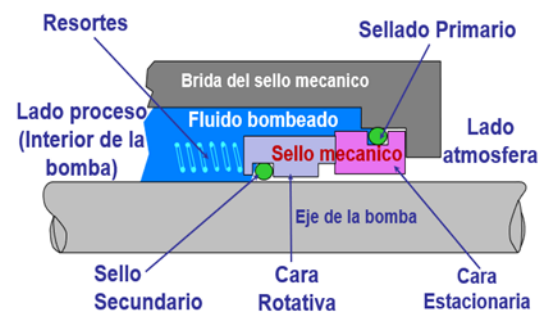 Resortes
Sellado Primario
Brida del sello mecanico
Lado proceso
(Interior de la
bomba)
Fluido bombeado
Lado
atmosfera
Sello mecanico
Eje de la bomba
Sello
Secundario
Cara
Rotativa
Cara
Estacionaria